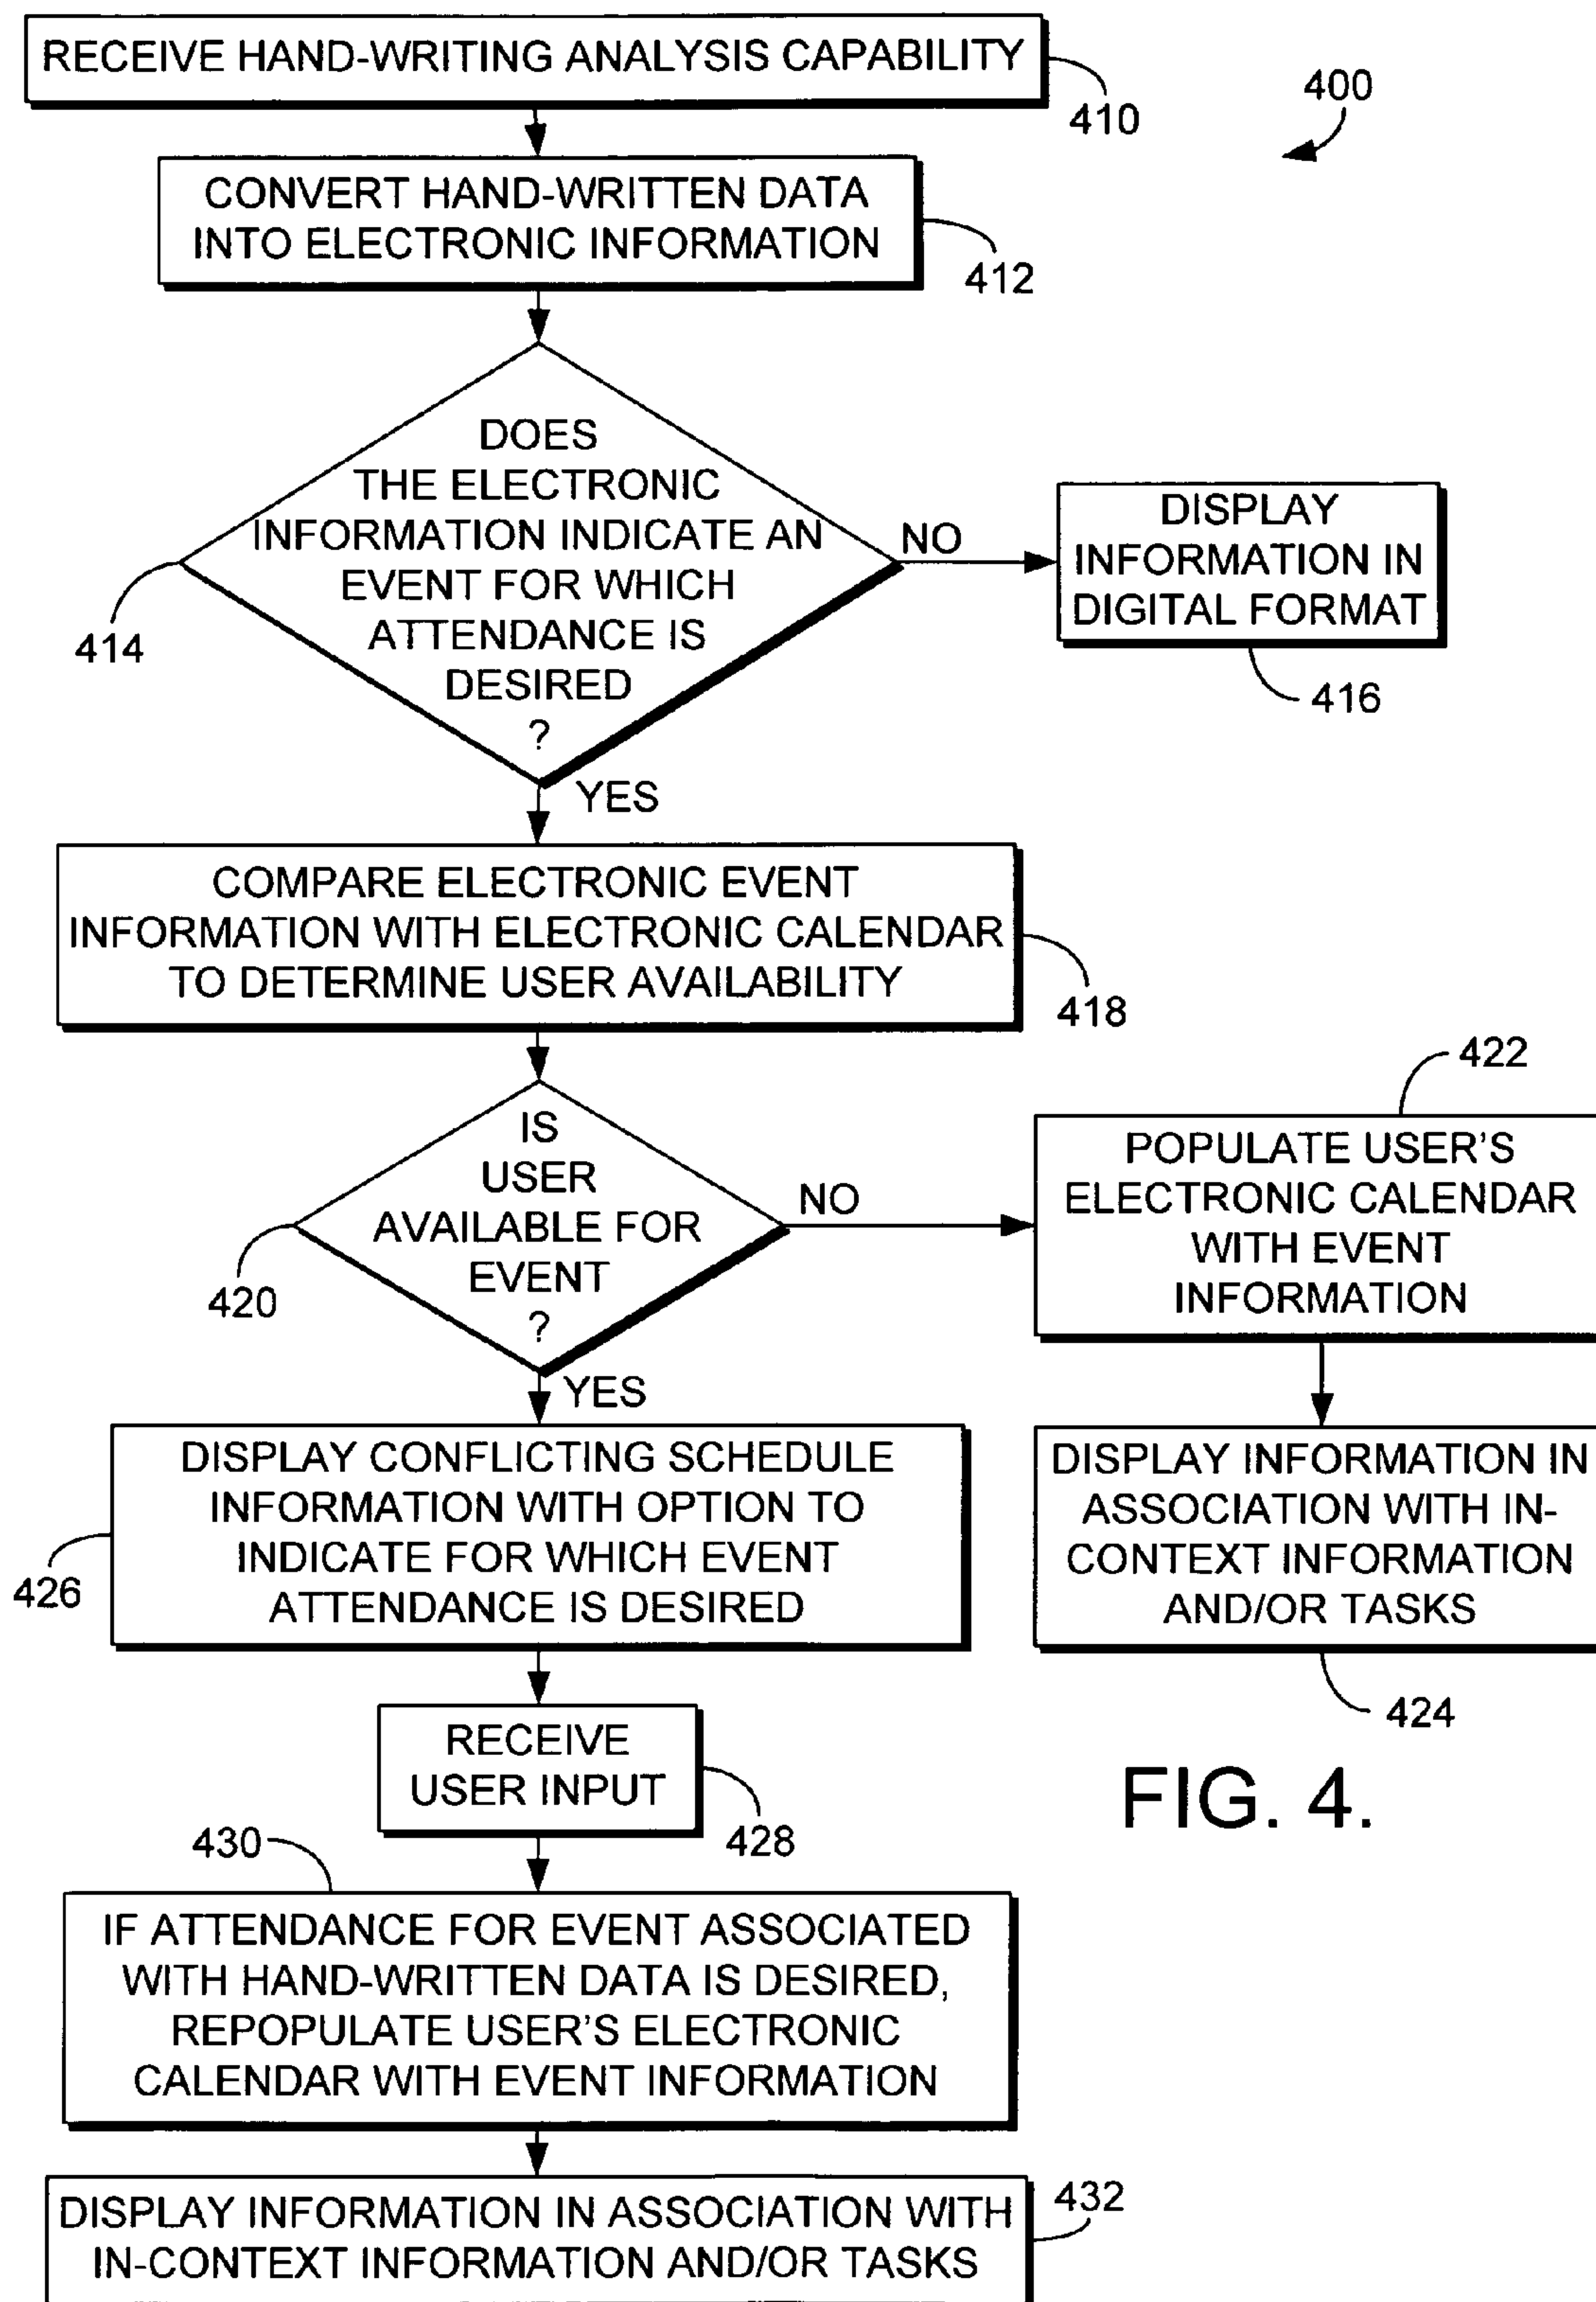 RECEIVE HAND-WRITING ANALYSIS CAPABILITY
410
400
CONVERT HAND-WRITTEN DATA
INTO ELECTRONIC INFORMATION
412
DOES
THE ELECTRONIC
INFORMATION INDICATE AN
EVENT FOR WHICH
ATTENDANCE IS
DESIRED
?
414
NO
DISPLAY
INFORMATION IN
DIGITAL FORMAT
416
YES
COMPARE ELECTRONIC EVENT
INFORMATION WITH ELECTRONIC CALENDAR
TO DETERMINE USER AVAILABILITY
418
IS
USER
AVAILABLE FOR
EVENT
?
420
NO
422
POPULATE USER'S
ELECTRONIC CALENDAR
WITH EVENT
INFORMATION
DISPLAY INFORMATION IN
ASSOCIATION WITH IN-
CONTEXT INFORMATION
AND/OR TASKS
424
YES
DISPLAY CONFLICTING SCHEDULE
INFORMATION WITH OPTION TO
INDICATE FOR WHICH EVENT
ATTENDANCE IS DESIRED
426
RECEIVE
USER INPUT
428
430
IF ATTENDANCE FOR EVENT ASSOCIATED
WITH HAND-WRITTEN DATA IS DESIRED,
REPOPULATE USER'S ELECTRONIC
CALENDAR WITH EVENT INFORMATION
DISPLAY INFORMATION IN ASSOCIATION WITH
IN-CONTEXT INFORMATION AND/OR TASKS
432
FIG. 4.